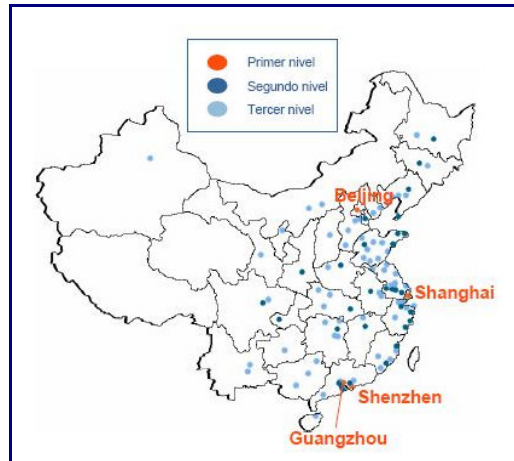 Primer nivel
Segundo nivel
Tercer nivel
Beijing
Shanghai
Shenzhen
Guangzhou